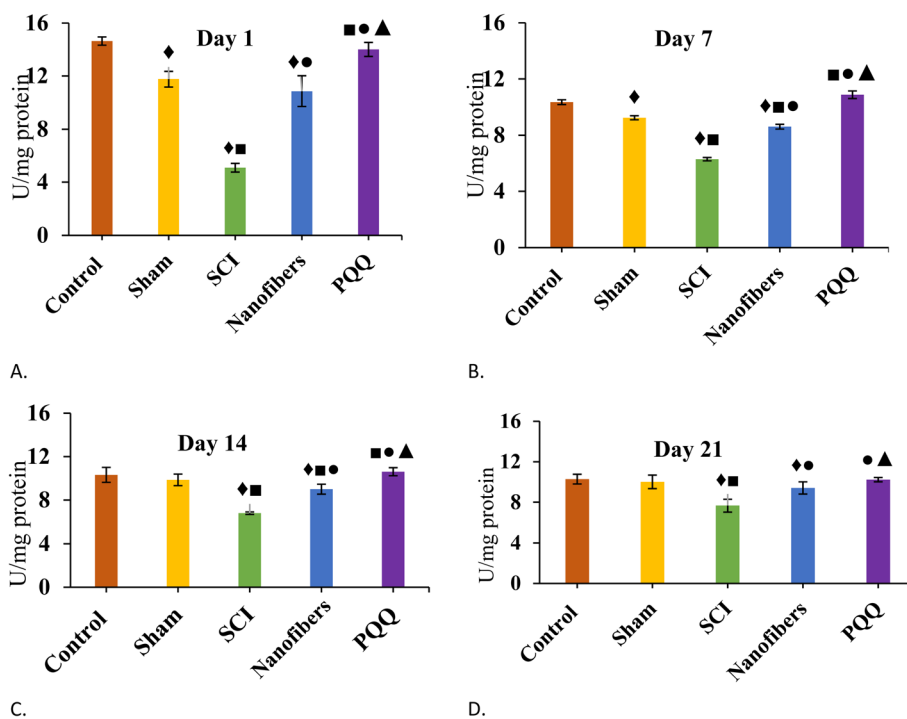 Day 1
U/mg protein
16
12
8
4
0
♦
♦■
♦●
■●▲
Control
Sham
SCI
Nanofibers
PQQ
A.
Day 7
U/mg protein
16
12
8
4
0
♦
♦■
♦■●
■●▲
Control
Sham
SCI
Nanofibers
PQQ
B.
Day 14
U/mg protein
16
12
8
4
0
♦■
♦■●
■●▲
Control
Sham
SCI
Nanofibers
PQQ
C.
Day 21
U/mg protein
16
12
8
4
0
♦■
♦●
●▲
Control
Sham
SCI
Nanofibers
PQQ
D.